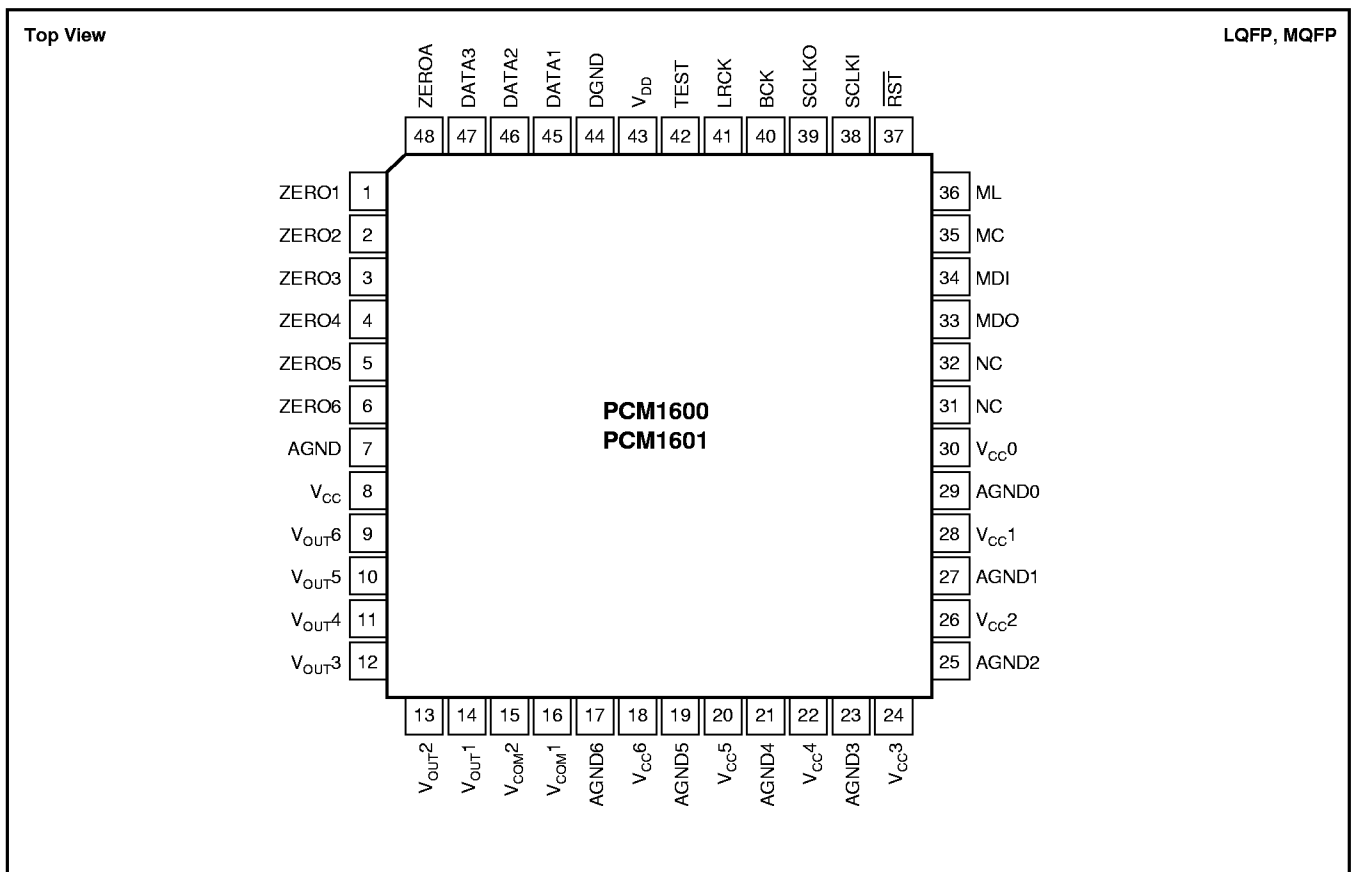 Top View
LQFP, MQFP
ZEROA DATA3 DATA2 DATA1 DGND VDD TEST LRCK BCK SCLKO SCLKI RST
48 47 46 45 44 43 42 41 40 39 38 37
ZERO1 1 36 ML
ZERO2 2 35 MC
ZERO3 3 34 MDI
ZERO4 4 33 MDO
ZERO5 5 32 NC
ZERO6 6 31 NC
PCM1600
PCM1601
AGND 7 30 VCC0
VCC 8 29 AGND0
VOUT6 9 28 VCC1
VOUT5 10 27 AGND1
VOUT4 11 26 VCC2
VOUT3 12 25 AGND2
13 14 15 16 17 18 19 20 21 22 23 24
VOUT2 VOUT1 VCOM2 VCOM1 AGND6 VCC6 AGND5 VCC5 AGND4 VCC4 AGND3 VCC3